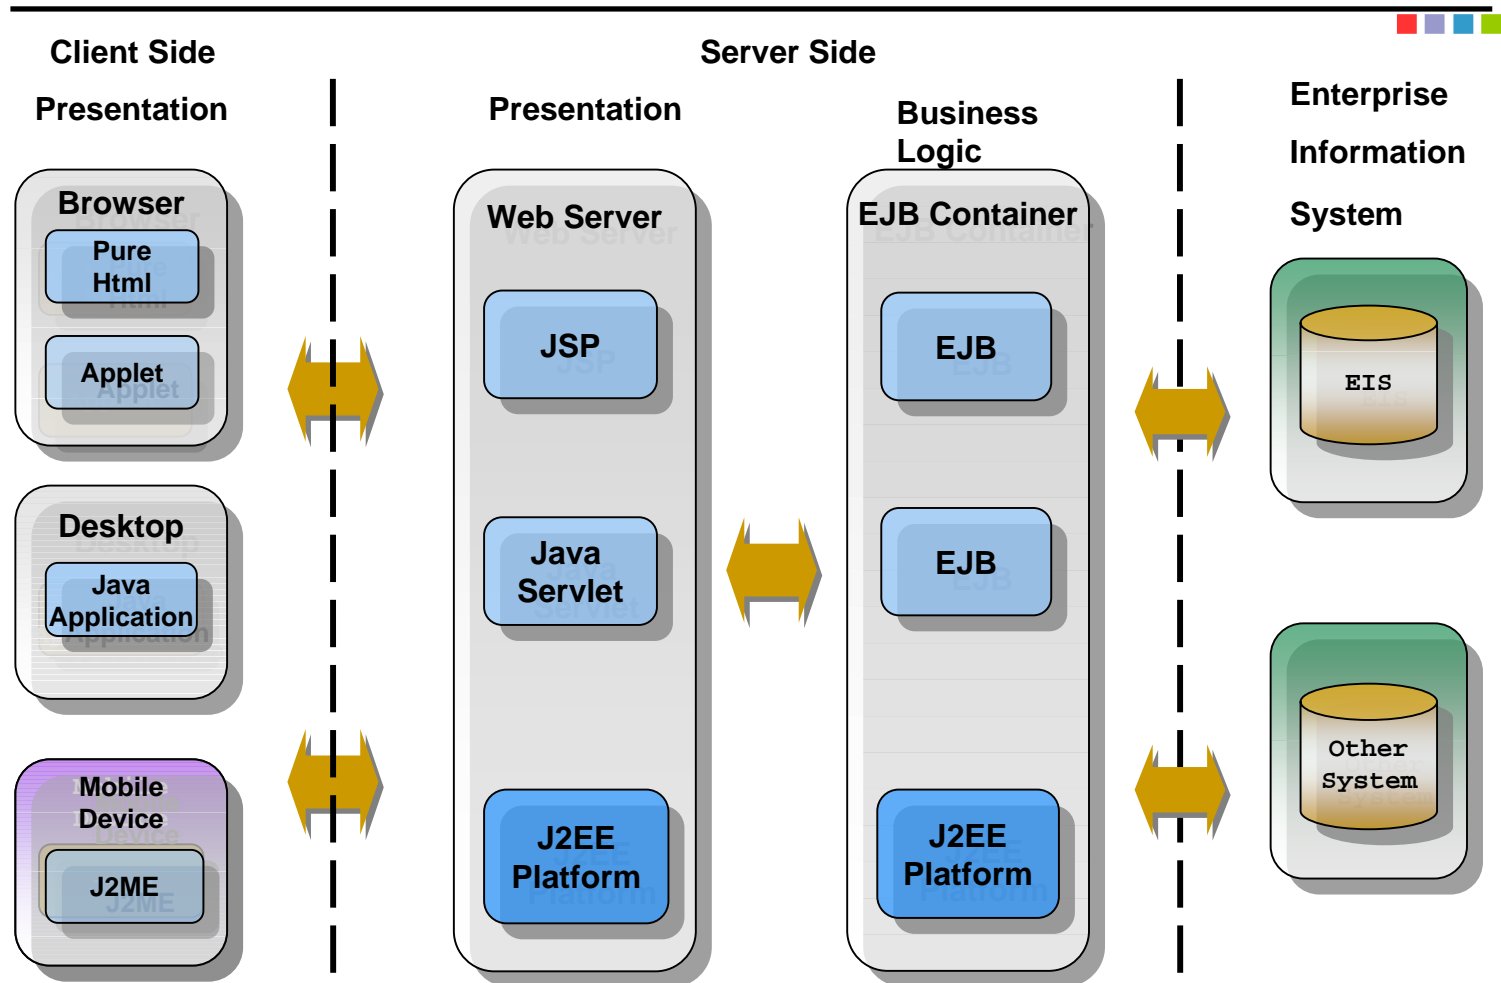 Client Side
Server Side
Presentation
Presentation
Business
Logic
Enterprise
Information
System
Browser
Pure
Html
Applet
Desktop
Java
Application
Mobile
Device
J2ME
Web Server
JSP
Java
Servlet
J2EE
Platform
EJB Container
EJB
EJB
J2EE
Platform
EIS
Other
System